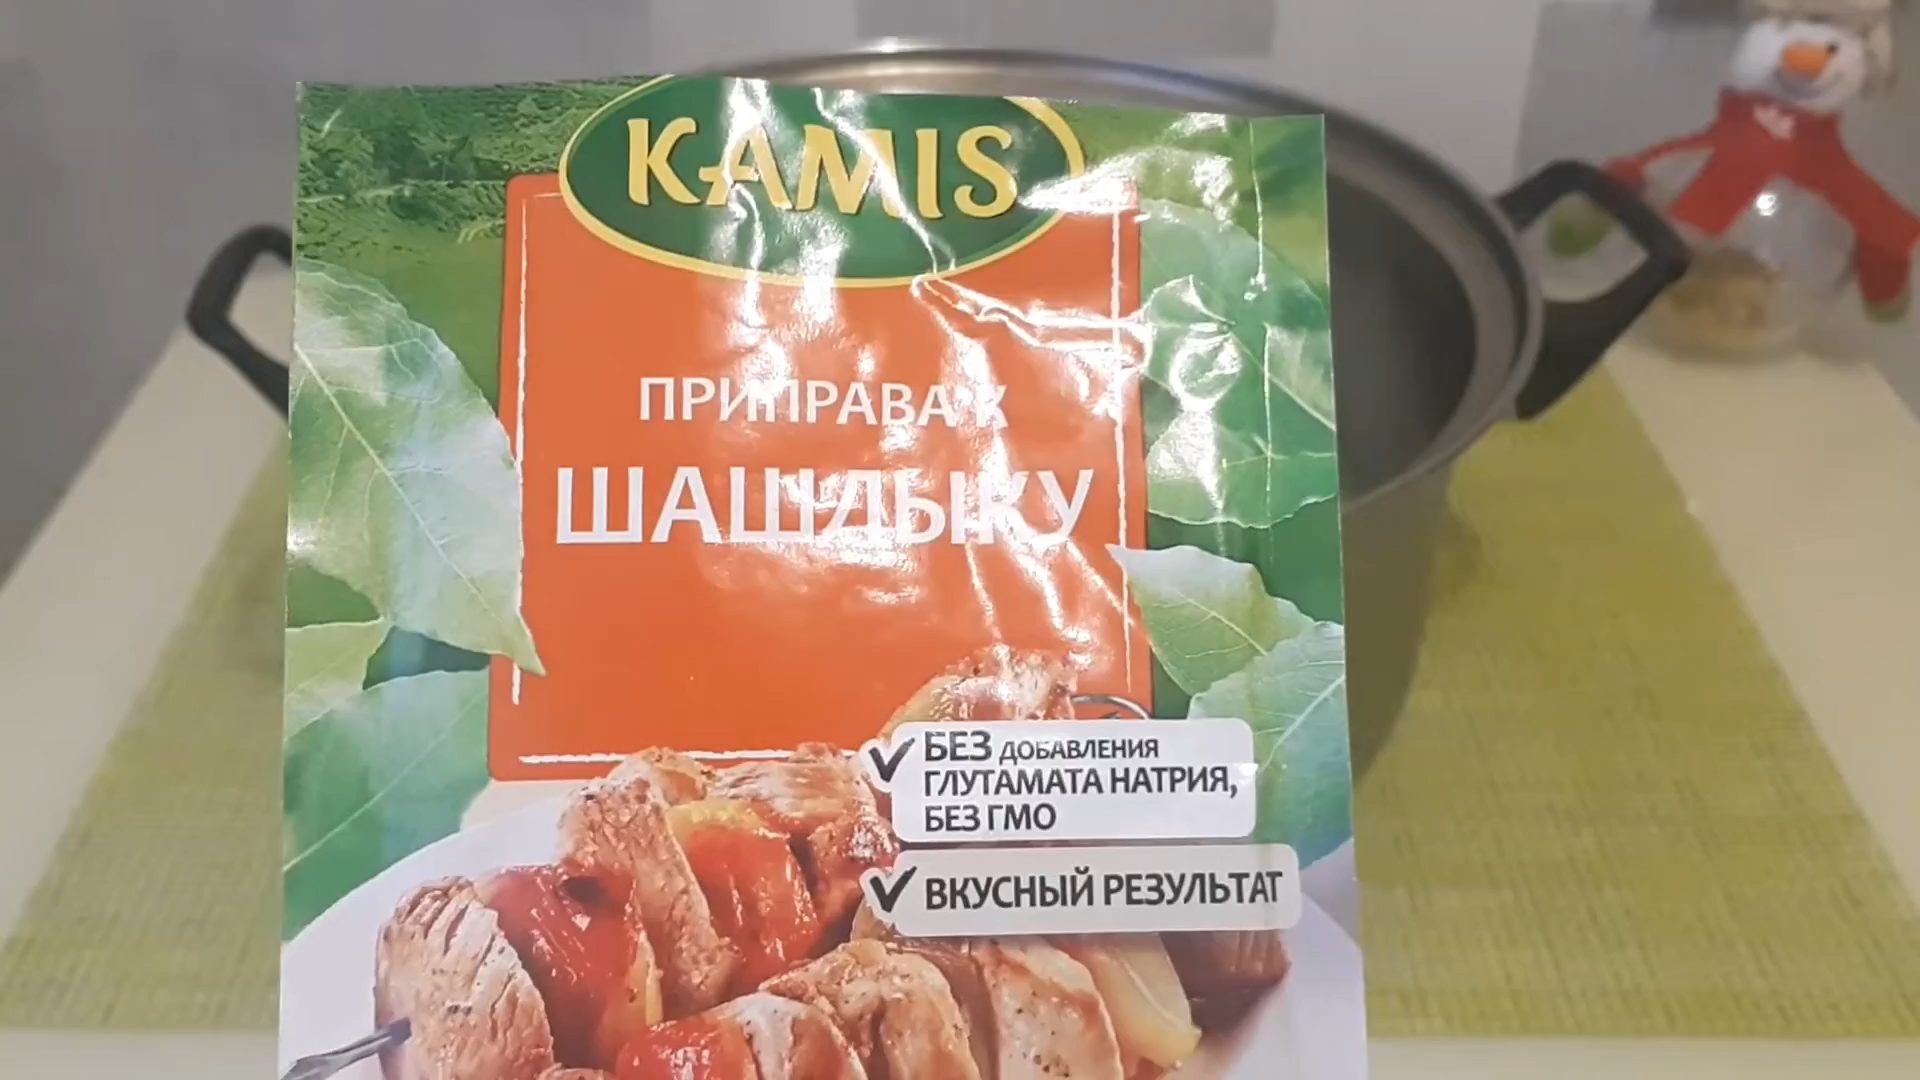 KAMIS
ПРИПРАВА К
ШАШЛЫКУ
БЕЗ ДОБАВЛЕНИЯ
ГЛУТАМАТА НАТРИЯ,
БЕЗ ГМО
ВКУСНЫЙ РЕЗУЛЬТАТ